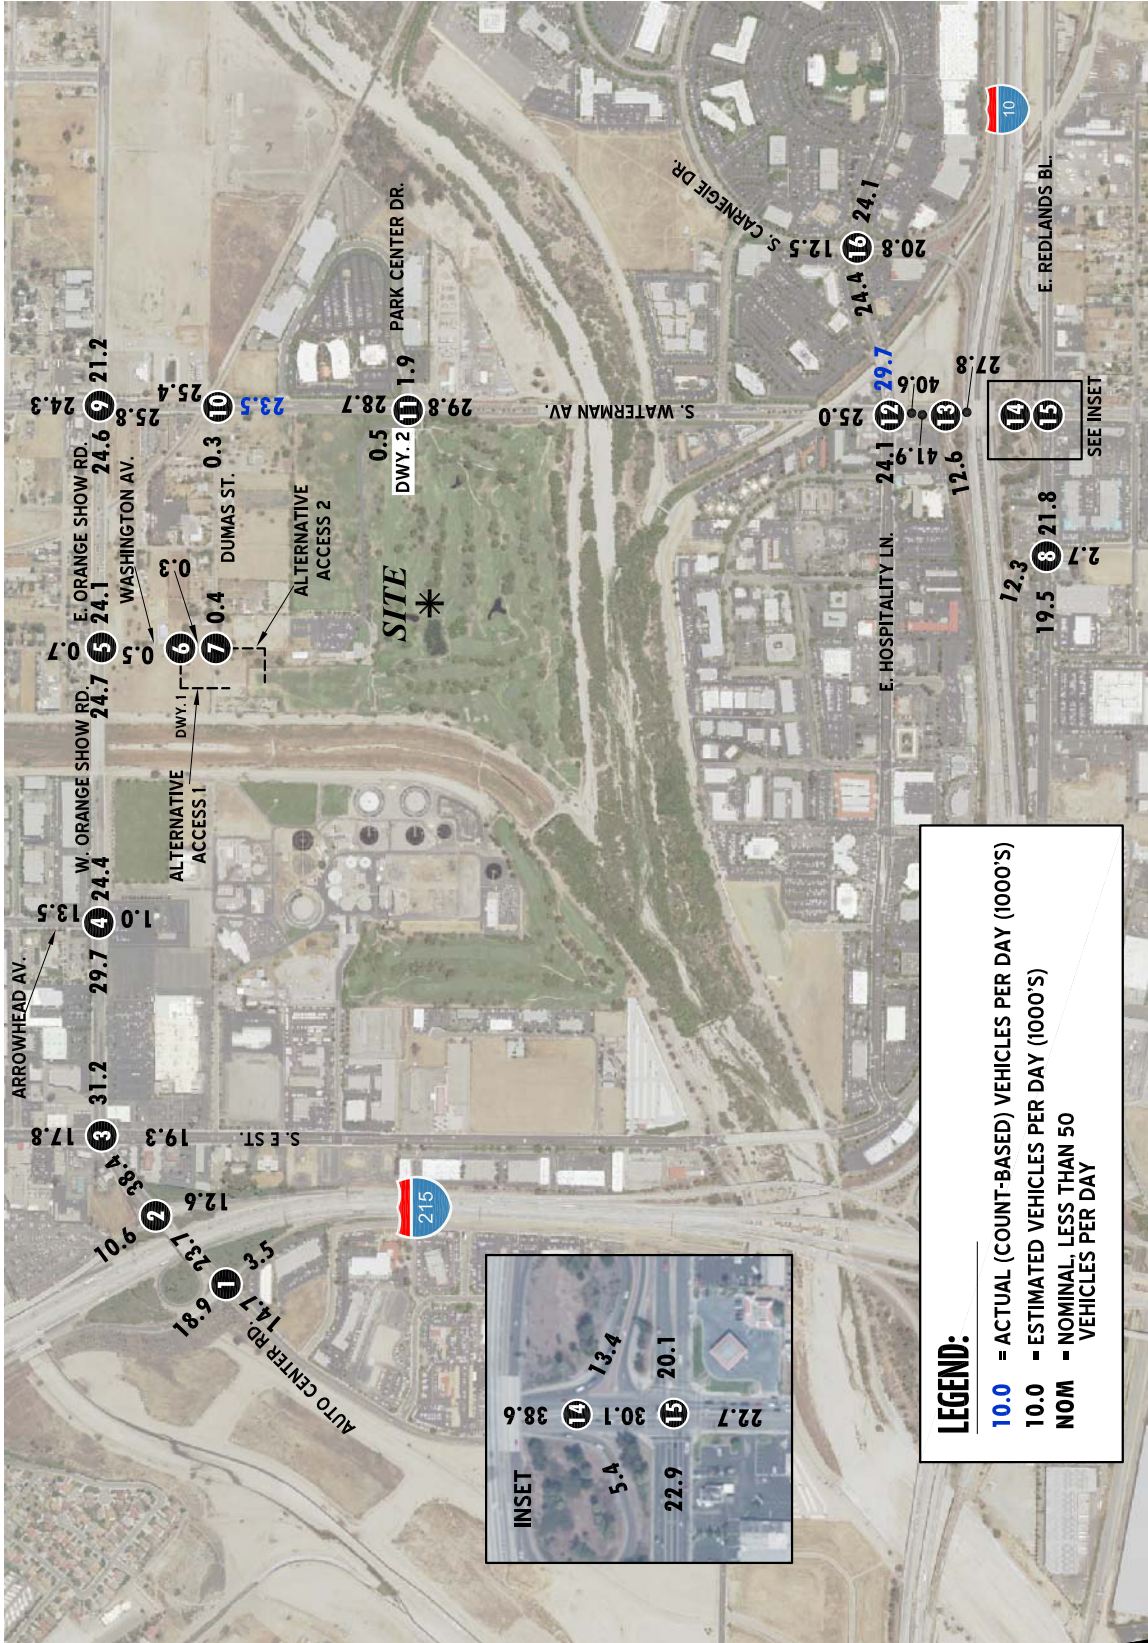 ARROWHEAD AV.
17.8
3
31.2
19.3
38.4
S. E ST.
29.7
4
24.4
13.5
1.0
W. ORANGE SHOW RD.
24.7
5
24.1
0.7
0.5
E. ORANGE SHOW RD.
24.6
9
21.2
24.3
25.8
WASHINGTON AV.
6
0.3
7
0.4
DUMAS ST.
0.3
10
25.4
23.5
DWY. 1
ALTERNATIVE
ACCESS 1
ALTERNATIVE
ACCESS 2
10.6
2
12.6
23.7
18.9
1
3.5
14.7
AUTO CENTER RD.
215
SITE
0.5
DWY. 2
28.7
11
1.9
29.8
PARK CENTER DR.
S. WATERMAN AV.
S. CARNEGIE DR.
12.5
24.4
16
24.1
20.8
E. HOSPITALITY LN.
25.0
24.1
12
29.7
40.6
41.9
13
12.6
27.8
10
14
15
SEE INSET
E. REDLANDS BL.
12.3
19.5
8
21.8
2.7
INSET
38.6
14
13.4
30.1
5.4
22.9
15
20.1
22.7
LEGEND:
10.0 = ACTUAL (COUNT-BASED) VEHICLES PER DAY (1000'S)
10.0 = ESTIMATED VEHICLES PER DAY (1000'S)
NOM = NOMINAL, LESS THAN 50
VEHICLES PER DAY